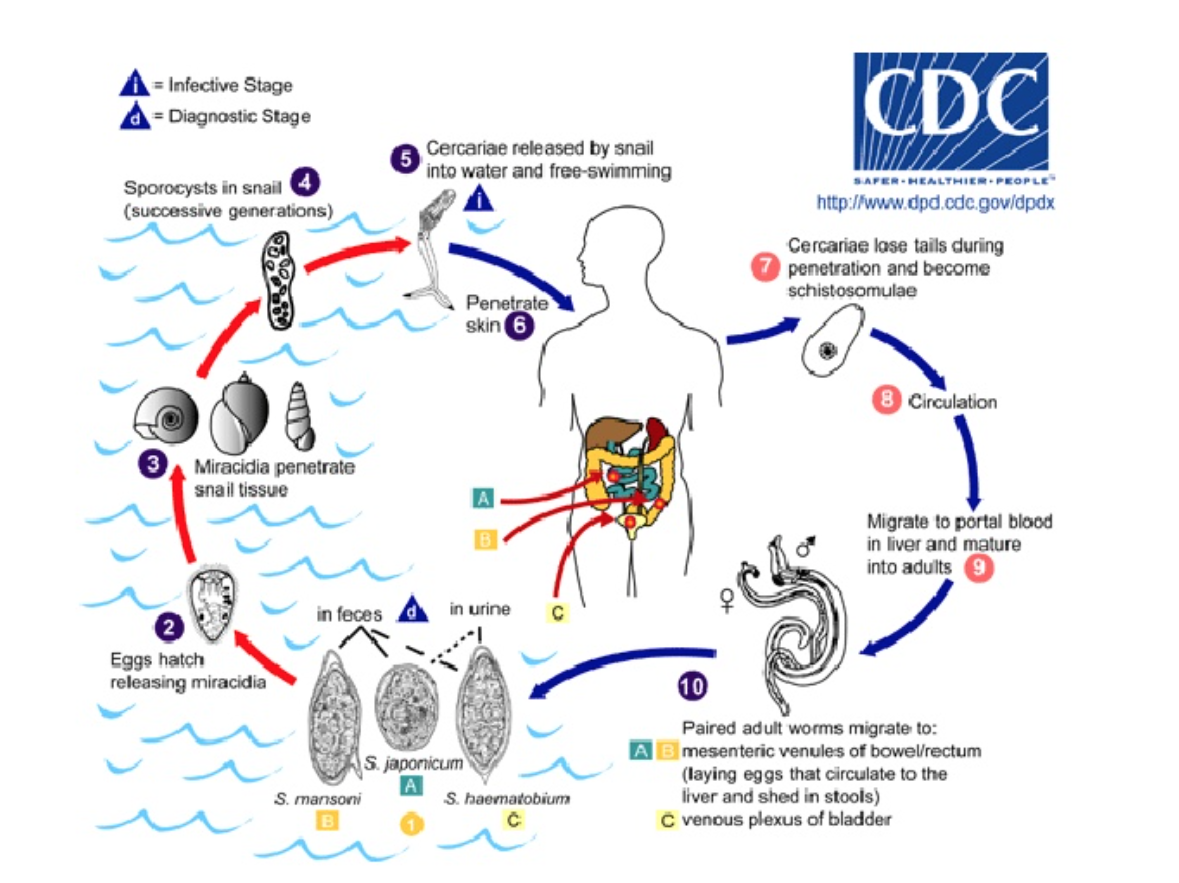 i = Infective Stage
d = Diagnostic Stage
CDC
SAFER·HEALTHIER·PEOPLE™
http://www.dpd.cdc.gov/dpdx
4
Sporocysts in snail
(successive generations)
5
Cercariae released by snail
into water and free-swimming
i
Penetrate
skin 6
7
Cercariae lose tails during
penetration and become
schistosomulae
8 Circulation
Migrate to portal blood
in liver and mature
into adults 9
♂
♀
10
Paired adult worms migrate to:
A B mesenteric venules of bowel/rectum
(laying eggs that circulate to the
liver and shed in stools)
C venous plexus of bladder
A
B
C
3
Miracidia penetrate
snail tissue
2
Eggs hatch
releasing miracidia
in feces
d
in urine
S. japonicum
A
S. mansoni
B
1
S. haematobium
C